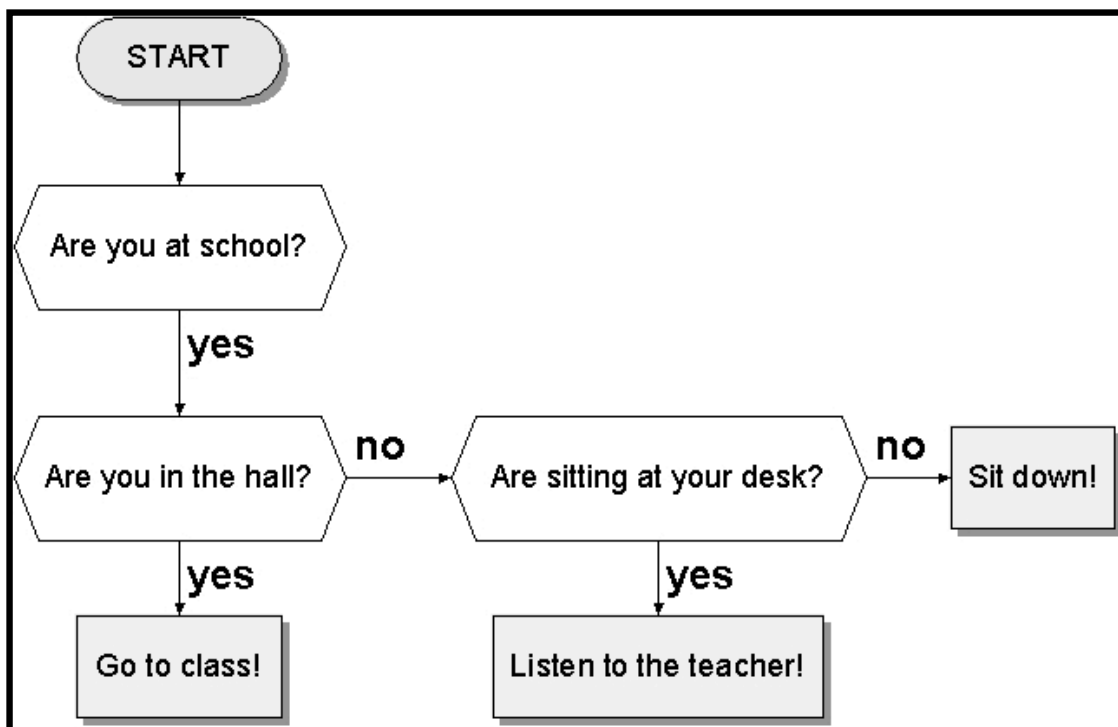 START
Are you at school?
yes
Are you in the hall?
no
Are sitting at your desk?
no
Sit down!
yes
yes
Go to class!
Listen to the teacher!